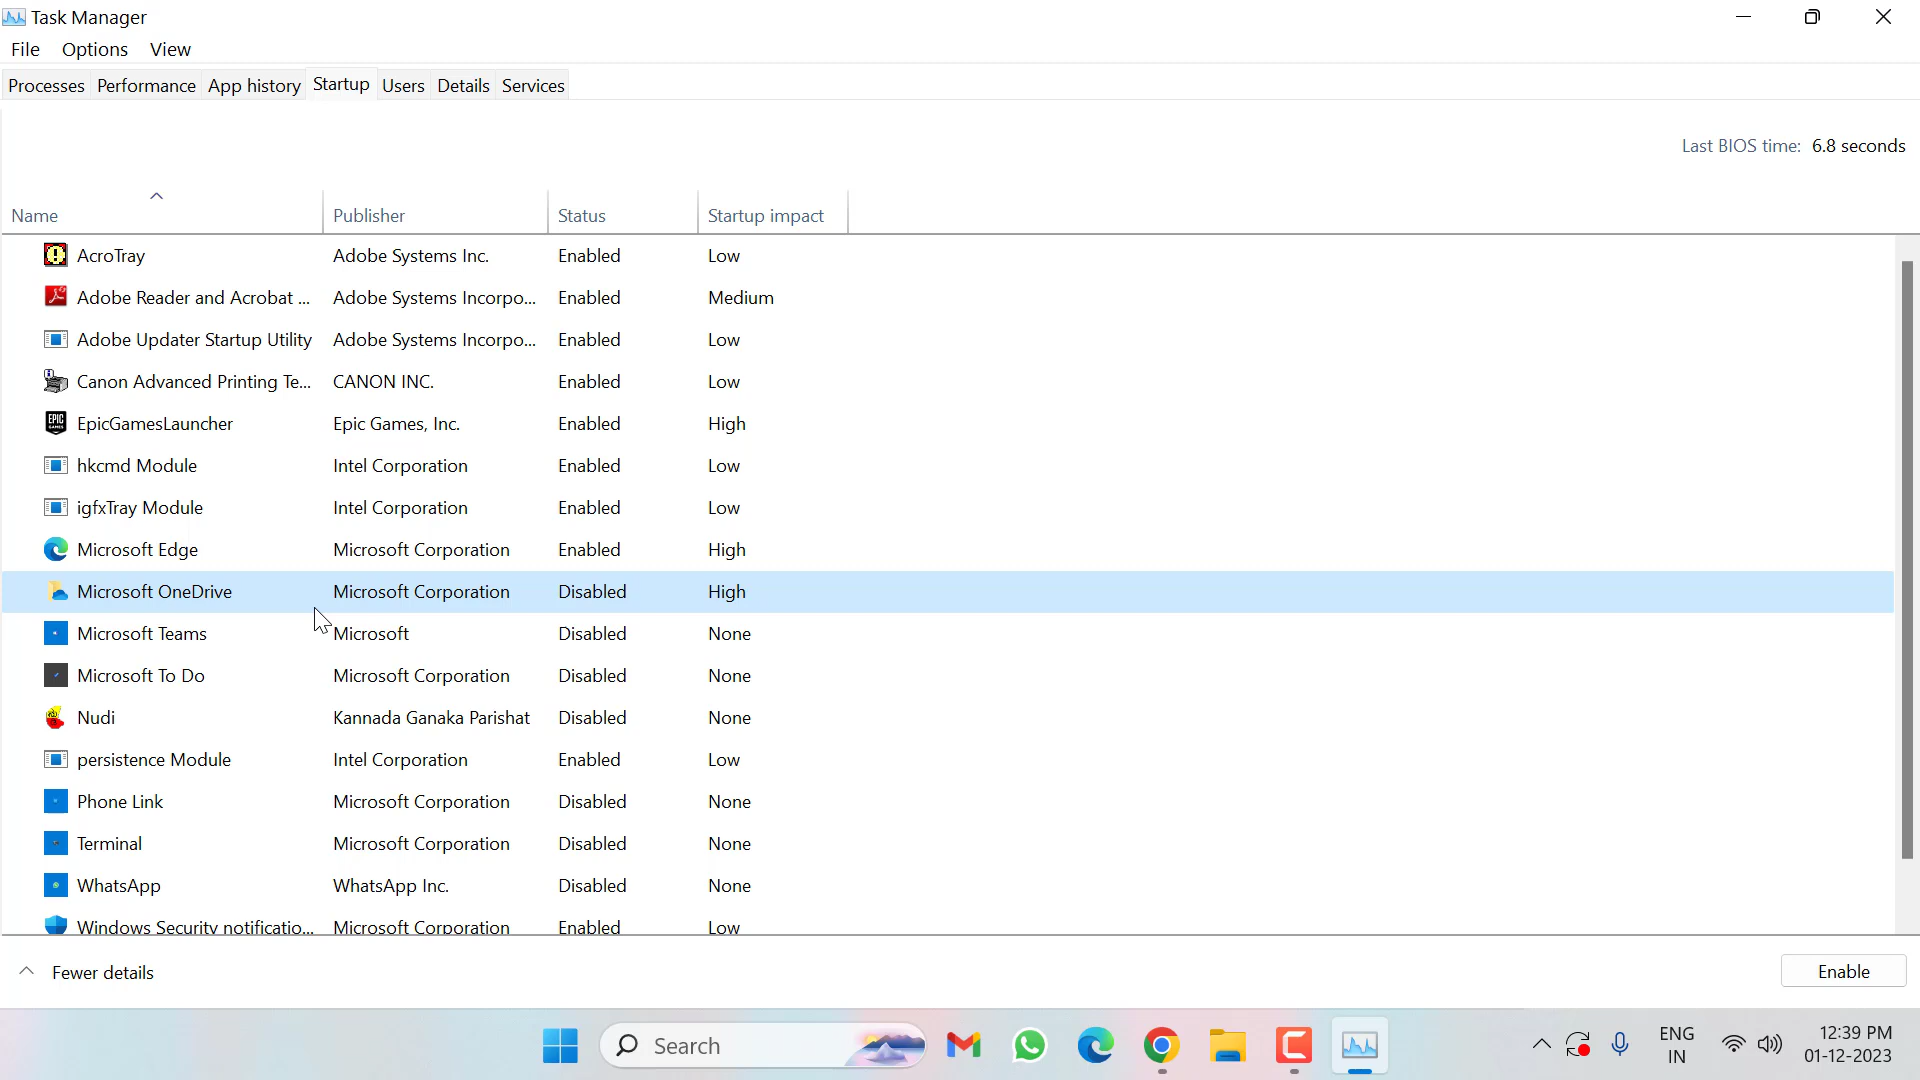 Task Manager
File Options View
Processes Performance App history Startup Users Details Services
Last BIOS time: 6.8 seconds
Name Publisher Status Startup impact
AcroTray Adobe Systems Inc. Enabled Low
Adobe Reader and Acrobat ... Adobe Systems Incorpo... Enabled Medium
Adobe Updater Startup Utility Adobe Systems Incorpo... Enabled Low
Canon Advanced Printing Te... CANON INC. Enabled Low
EPIC GAMES EpicGamesLauncher Epic Games, Inc. Enabled High
hkcmd Module Intel Corporation Enabled Low
igfxTray Module Intel Corporation Enabled Low
Microsoft Edge Microsoft Corporation Enabled High
Microsoft OneDrive Microsoft Corporation Disabled High
Microsoft Teams Microsoft Disabled None
Microsoft To Do Microsoft Corporation Disabled None
Nudi Kannada Ganaka Parishat Disabled None
persistence Module Intel Corporation Enabled Low
Phone Link Microsoft Corporation Disabled None
Terminal Microsoft Corporation Disabled None
WhatsApp WhatsApp Inc. Disabled None
Windows Security notificatio... Microsoft Corporation Enabled Low
Fewer details Enable
Search ENG 12:39 PM
IN 01-12-2023